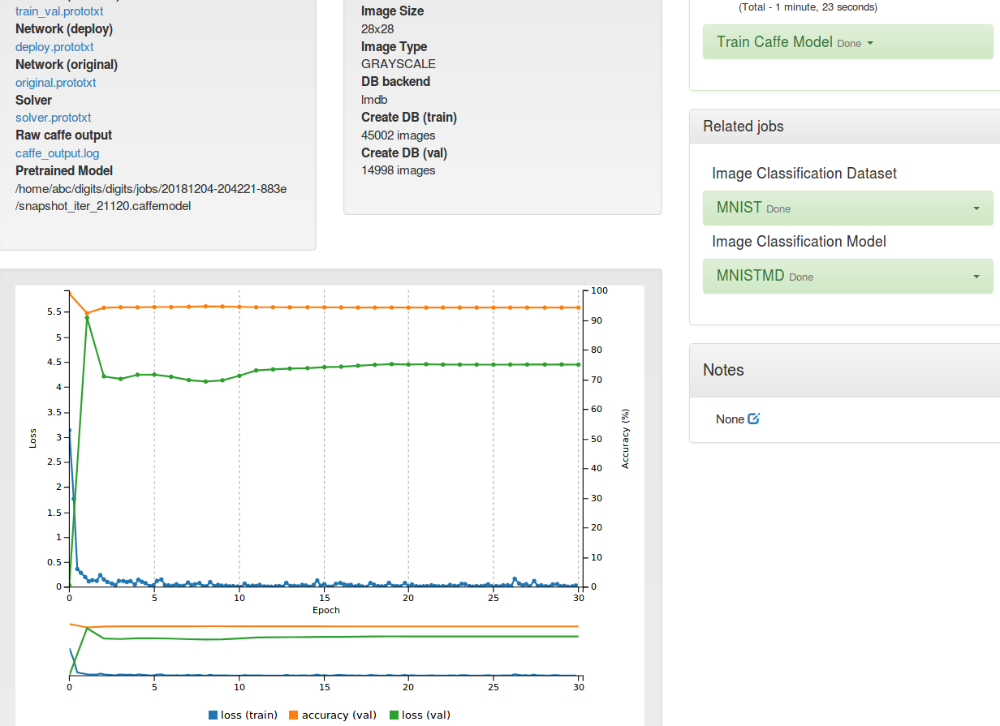 train_val.prototxt
Network (deploy)
deploy.prototxt
Network (original)
original.prototxt
Solver
solver.prototxt
Raw caffe output
caffe_output.log
Pretrained Model
/home/abc/digits/digits/jobs/20181204-204221-883e
/snapshot_iter_21120.caffemodel
Image Size
28x28
Image Type
GRAYSCALE
DB backend
lmdb
Create DB (train)
45002 images
Create DB (val)
14998 images
(Total - 1 minute, 23 seconds)
Train Caffe Model Done
Related jobs
Image Classification Dataset
MNIST Done
Image Classification Model
MNISTMD Done
Notes
None
5.5
5
4.5
4
3.5
3
2.5
2
1.5
1
0.5
0
Loss
100
90
80
70
60
50
40
30
20
10
0
Accuracy (%)
0 5 10 15 20 25 30
Epoch
0 5 10 15 20 25 30
loss (train) accuracy (val) loss (val)